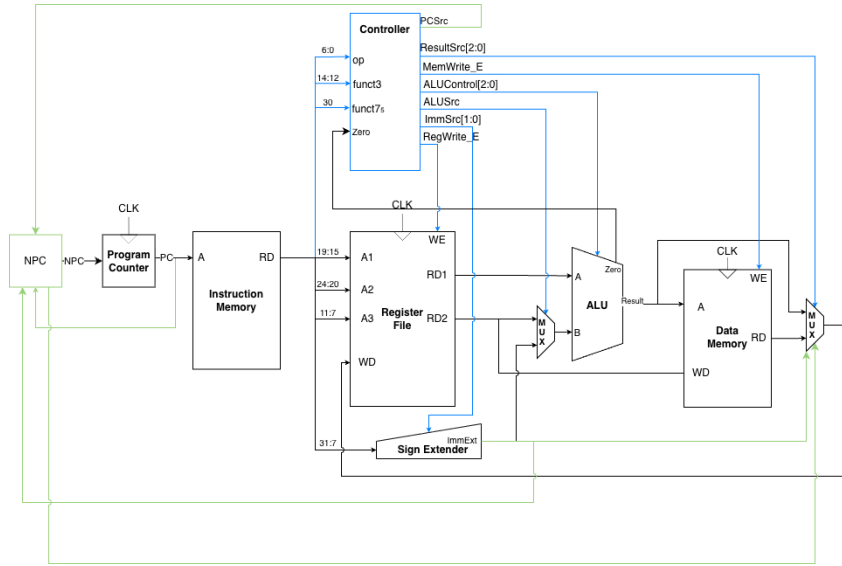 PCSrc
Controller
ResultSrc[2:0]
6:0
op
MemWrite_E
14:12
funct3
ALUControl[2:0]
30
funct7₅
ALUSrc
ImmSrc[1:0]
Zero
RegWrite_E
CLK
CLK
WE
NPC
NPC
Program
Counter
PC
A
RD
19:15
A1
RD1
A
Zero
CLK
WE
Instruction
Memory
24:20
A2
Register
File
11:7
A3
RD2
MUX
B
ALU
Result
A
Data
Memory
RD
MUX
WD
WD
31:7
ImmExt
Sign Extender